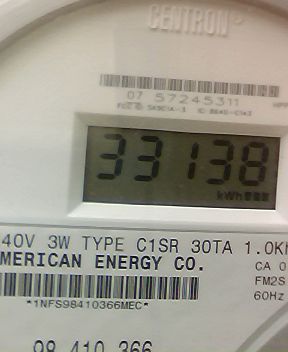 CENTRON
07 57245311
33138
kWh
40V 3W TYPE C1SR 30TA 1.0K
MERICAN ENERGY CO.
CA 0
FM2S
60Hz
*1NFS98410366MEC*
98 410 366